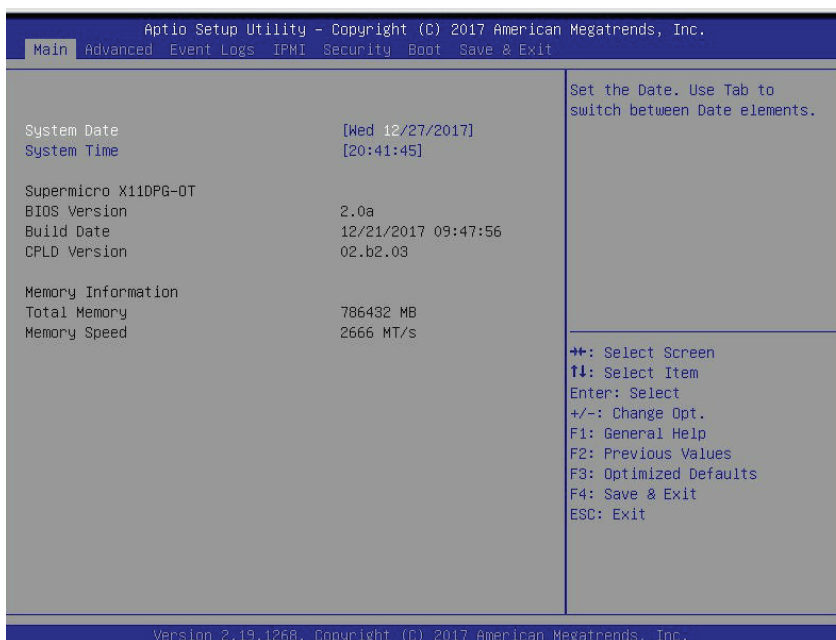 Aptio Setup Utility – Copyright (C) 2017 American Megatrends, Inc.
Main Advanced Event Logs IPMI Security Boot Save & Exit
System Date [Wed 12/27/2017]
System Time [20:41:45]
Supermicro X11DPG-OT
BIOS Version 2.0a
Build Date 12/21/2017 09:47:56
CPLD Version 02.b2.03
Memory Information
Total Memory 786432 MB
Memory Speed 2666 MT/s
Set the Date. Use Tab to
switch between Date elements.
→←: Select Screen
↑↓: Select Item
Enter: Select
+/-: Change Opt.
F1: General Help
F2: Previous Values
F3: Optimized Defaults
F4: Save & Exit
ESC: Exit
Version 2.19.1268. Copyright (C) 2017 American Megatrends, Inc.